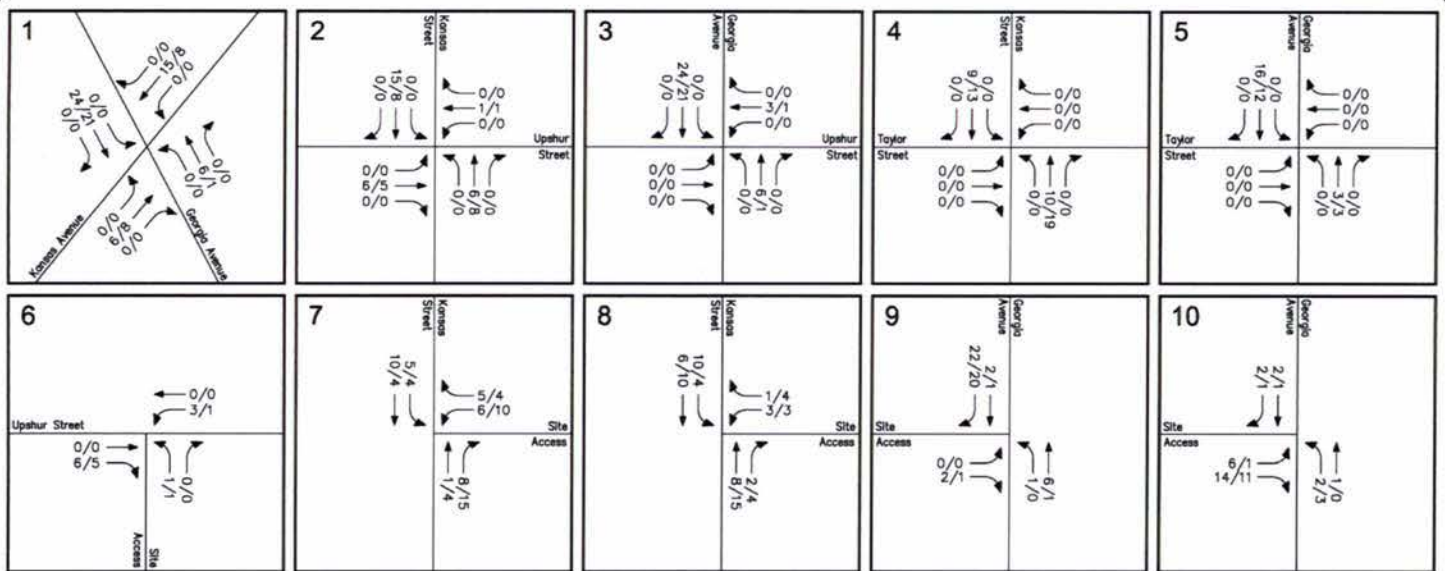 1
0/0
15/8
0/0
0/0
24/21
0/0
0/0
6/1
0/0
0/0
6/8
0/0
Kansas Avenue
Georgia Avenue
2
Kansas
Street
0/0
15/8
0/0
0/0
1/1
0/0
Upshur
Street
0/0
6/5
0/0
0/0
6/8
0/0
3
Georgia
Avenue
0/0
24/21
0/0
0/0
3/1
0/0
Upshur
Street
0/0
0/0
0/0
0/0
6/1
0/0
4
Kansas
Street
0/0
9/13
0/0
0/0
0/0
0/0
Taylor
Street
0/0
0/0
0/0
0/0
10/19
0/0
5
Georgia
Avenue
0/0
16/12
0/0
0/0
0/0
0/0
Taylor
Street
0/0
0/0
0/0
0/0
3/3
0/0
6
0/0
3/1
Upshur Street
0/0
6/5
1/1
0/0
Site
Access
7
Kansas
Street
10/4
5/4
5/4
6/10
Site
Access
1/4
8/15
8
Kansas
Street
6/10
10/4
1/4
3/3
Site
Access
8/15
2/4
9
Georgia
Avenue
22/20
2/1
Site
Access
0/0
2/1
1/0
6/1
10
Georgia
Avenue
2/1
2/1
Site
Access
6/1
14/11
2/3
1/0